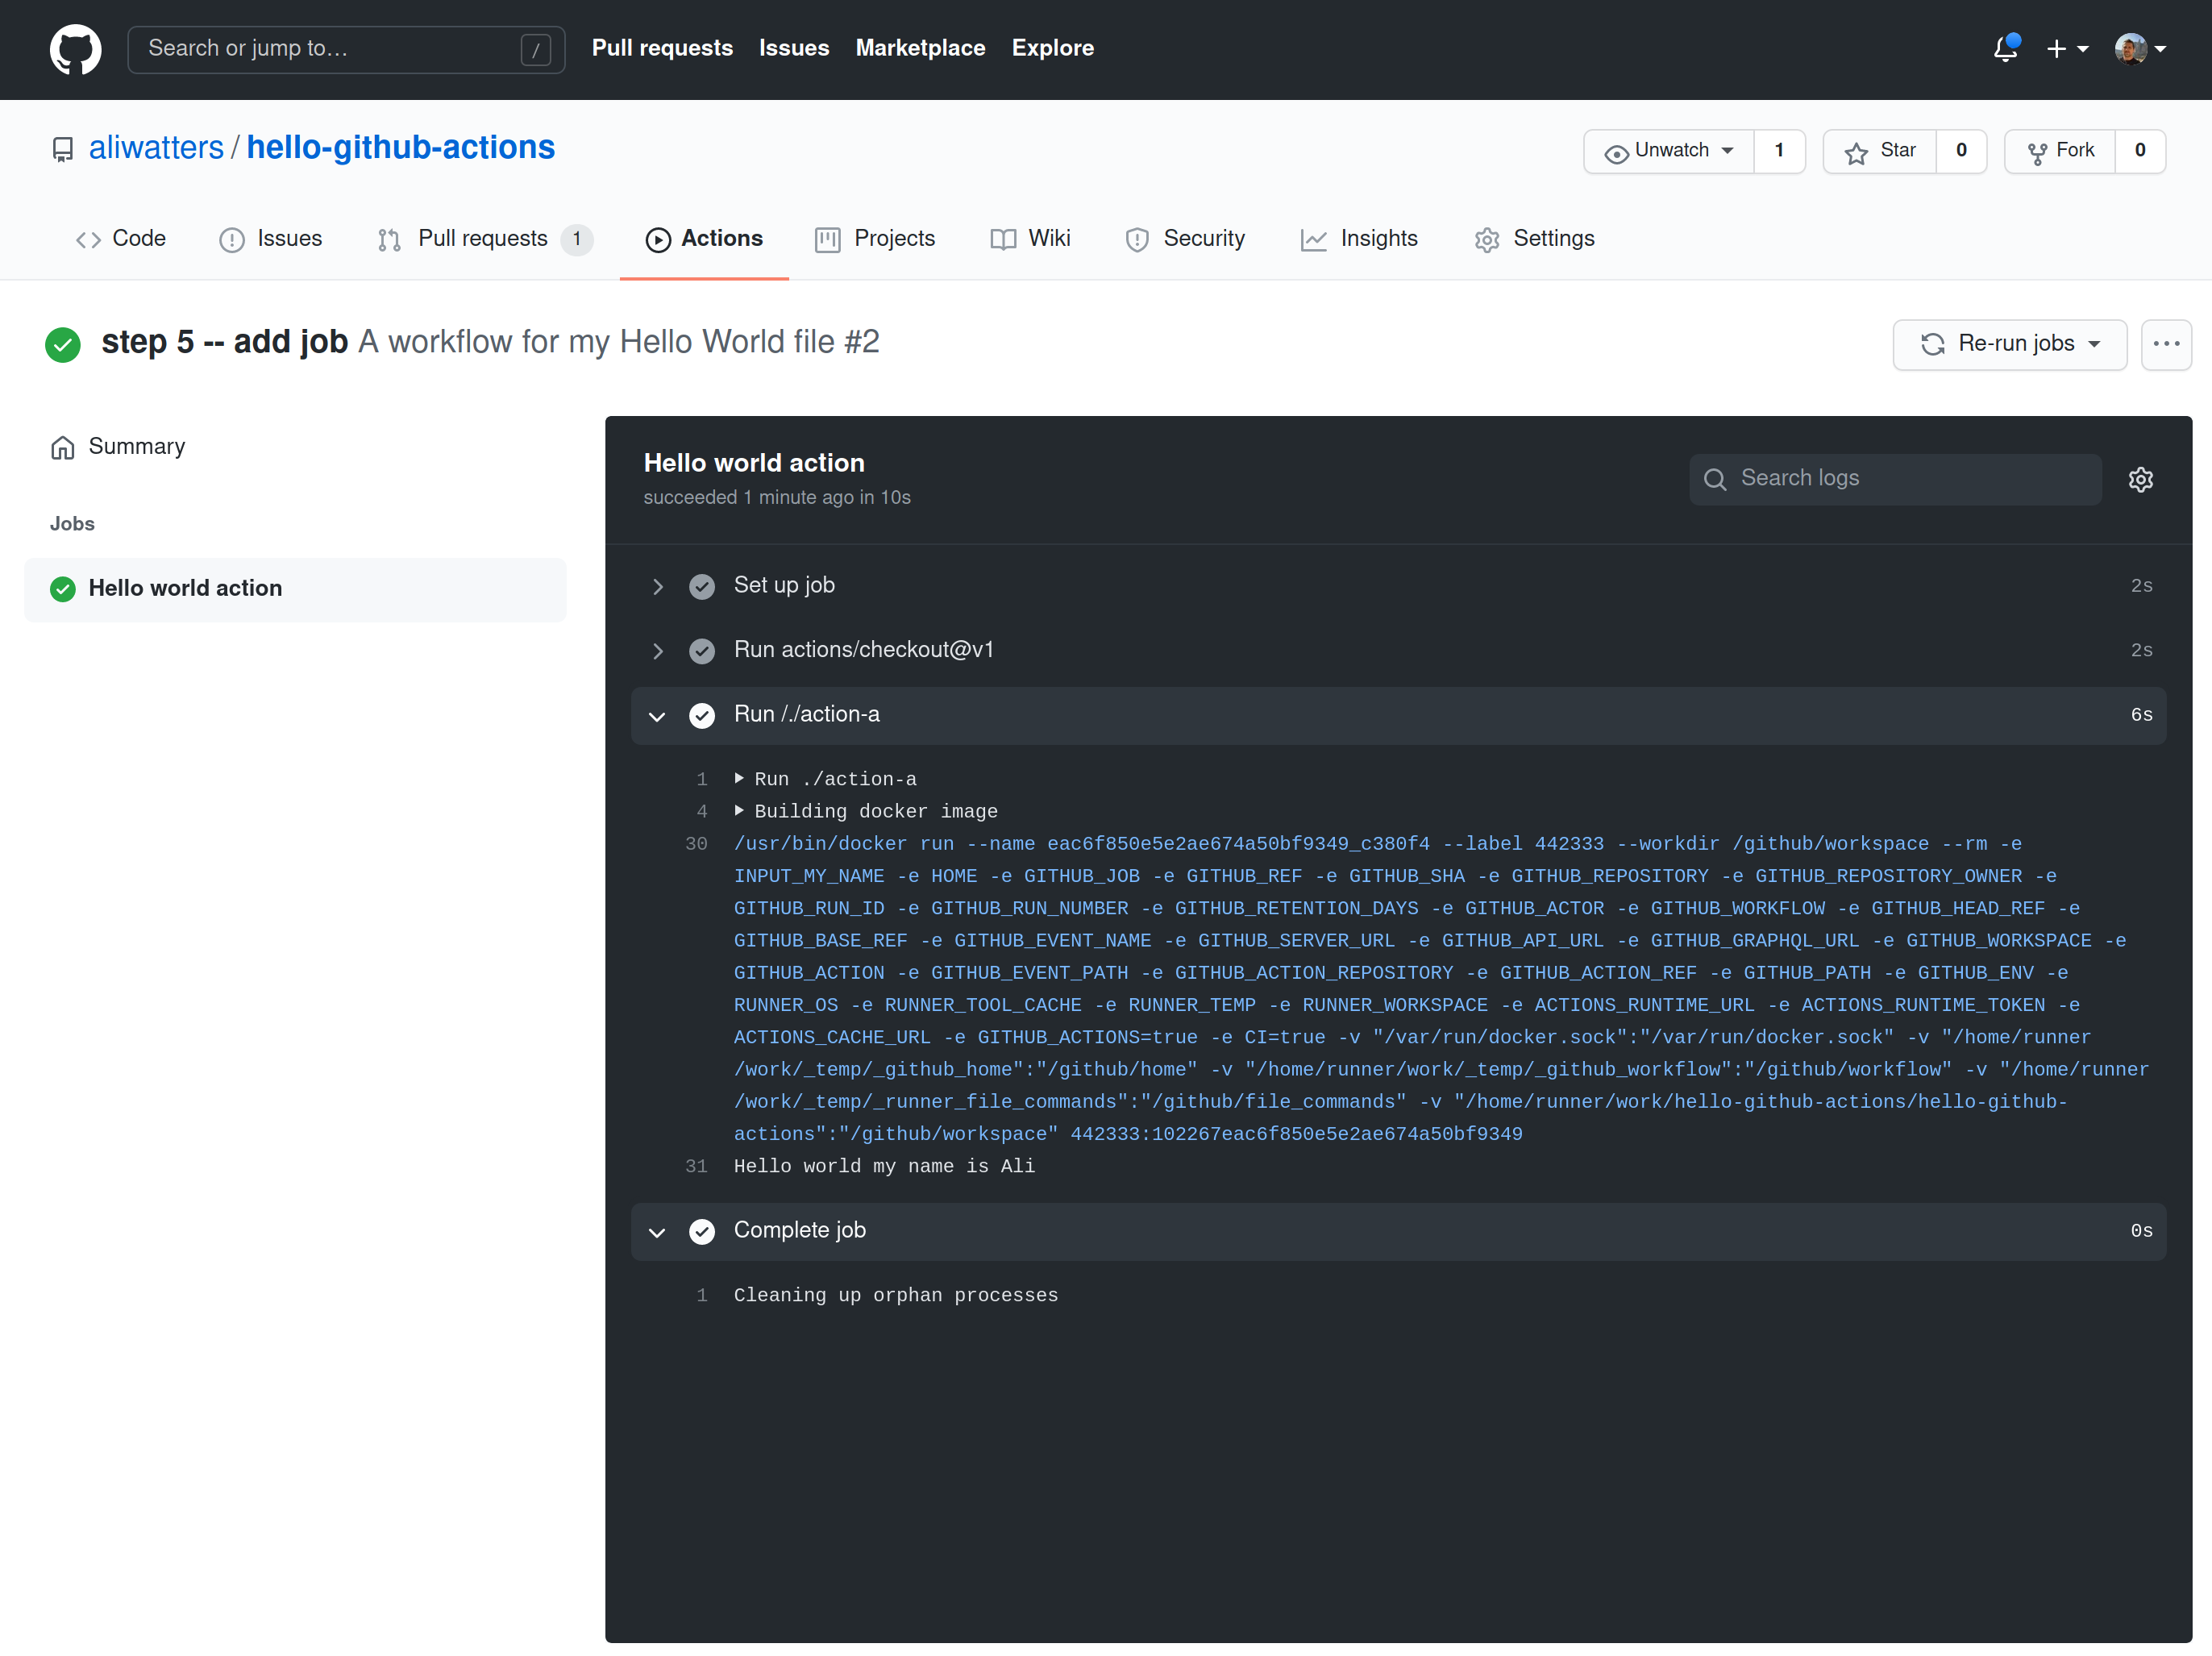 Search or jump to… / Pull requests Issues Marketplace Explore
aliwatters / hello-github-actions Unwatch 1 Star 0 Fork 0
Code Issues Pull requests 1 Actions Projects Wiki Security Insights Settings
step 5 -- add job A workflow for my Hello World file #2 Re-run jobs
Summary
Jobs
Hello world action
Hello world action
succeeded 1 minute ago in 10s
Search logs
Set up job 2s
Run actions/checkout@v1 2s
Run /./action-a 6s
1 Run ./action-a
4 Building docker image
30 /usr/bin/docker run --name eac6f850e5e2ae674a50bf9349_c380f4 --label 442333 --workdir /github/workspace --rm -e
INPUT_MY_NAME -e HOME -e GITHUB_JOB -e GITHUB_REF -e GITHUB_SHA -e GITHUB_REPOSITORY -e GITHUB_REPOSITORY_OWNER -e
GITHUB_RUN_ID -e GITHUB_RUN_NUMBER -e GITHUB_RETENTION_DAYS -e GITHUB_ACTOR -e GITHUB_WORKFLOW -e GITHUB_HEAD_REF -e
GITHUB_BASE_REF -e GITHUB_EVENT_NAME -e GITHUB_SERVER_URL -e GITHUB_API_URL -e GITHUB_GRAPHQL_URL -e GITHUB_WORKSPACE -e
GITHUB_ACTION -e GITHUB_EVENT_PATH -e GITHUB_ACTION_REPOSITORY -e GITHUB_ACTION_REF -e GITHUB_PATH -e GITHUB_ENV -e
RUNNER_OS -e RUNNER_TOOL_CACHE -e RUNNER_TEMP -e RUNNER_WORKSPACE -e ACTIONS_RUNTIME_URL -e ACTIONS_RUNTIME_TOKEN -e
ACTIONS_CACHE_URL -e GITHUB_ACTIONS=true -e CI=true -v "/var/run/docker.sock":"/var/run/docker.sock" -v "/home/runner
/work/_temp/_github_home":"/github/home" -v "/home/runner/work/_temp/_github_workflow":"/github/workflow" -v "/home/runner
/work/_temp/_runner_file_commands":"/github/file_commands" -v "/home/runner/work/hello-github-actions/hello-github-
actions":"/github/workspace" 442333:102267eac6f850e5e2ae674a50bf9349
31 Hello world my name is Ali
Complete job 0s
1 Cleaning up orphan processes